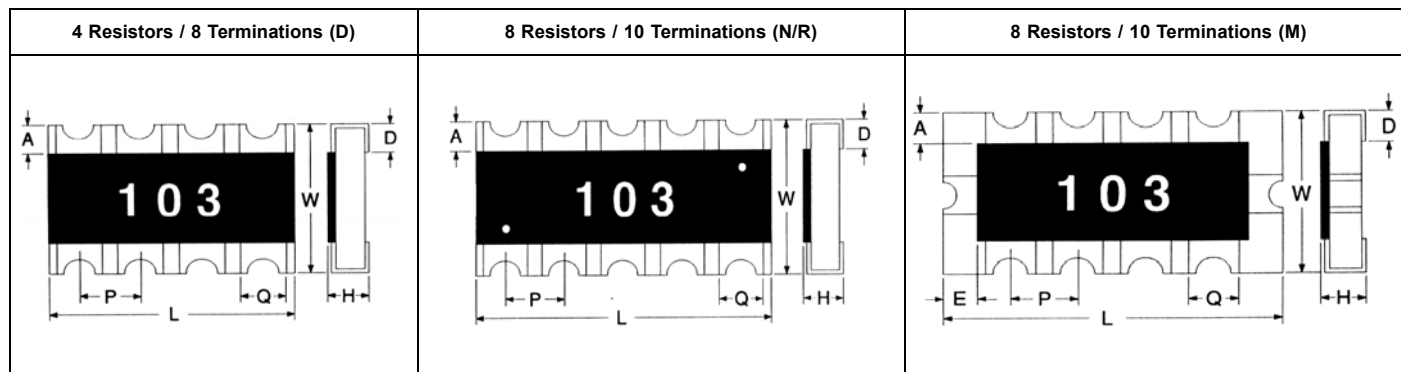 4 Resistors / 8 Terminations (D)
8 Resistors / 10 Terminations (N/R)
8 Resistors / 10 Terminations (M)
A
103
D
W
P
Q
H
L
A
103
D
W
P
Q
H
L
A
103
D
W
E
P
Q
H
L